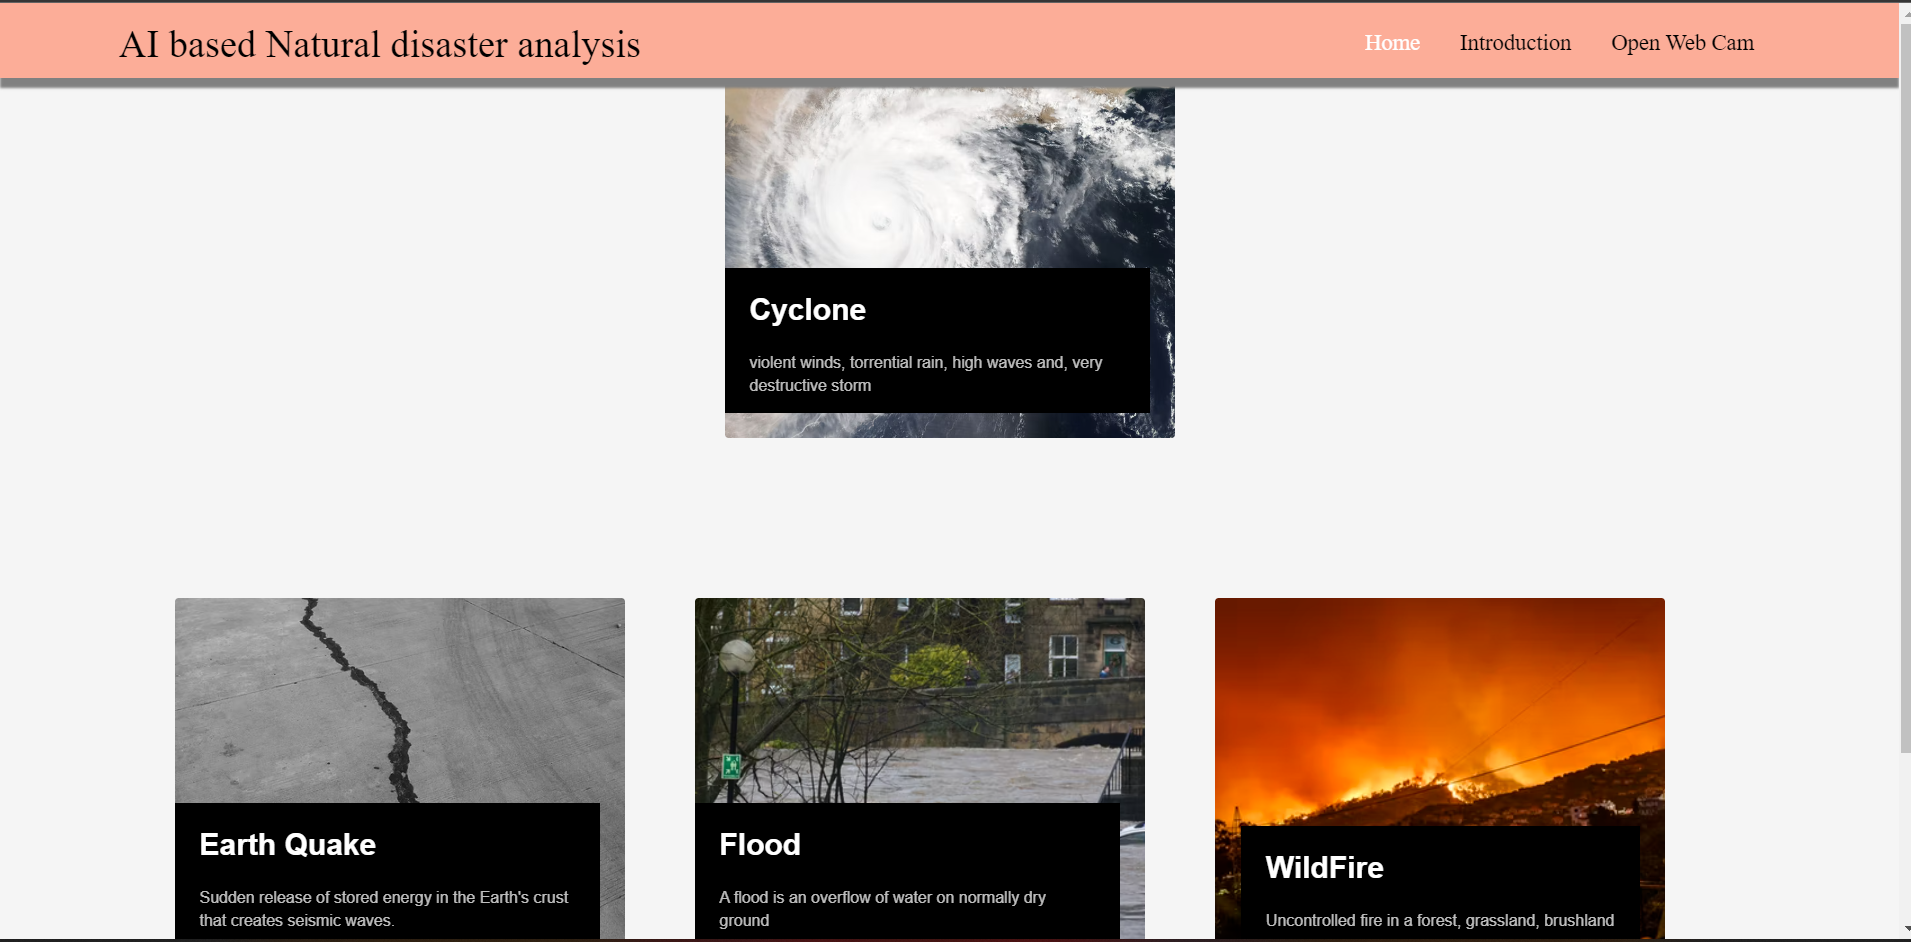 AI based Natural disaster analysis
Home Introduction Open Web Cam
Cyclone
violent winds, torrential rain, high waves and, very
destructive storm
Earth Quake
Sudden release of stored energy in the Earth's crust
that creates seismic waves.
Flood
A flood is an overflow of water on normally dry
ground
WildFire
Uncontrolled fire in a forest, grassland, brushland